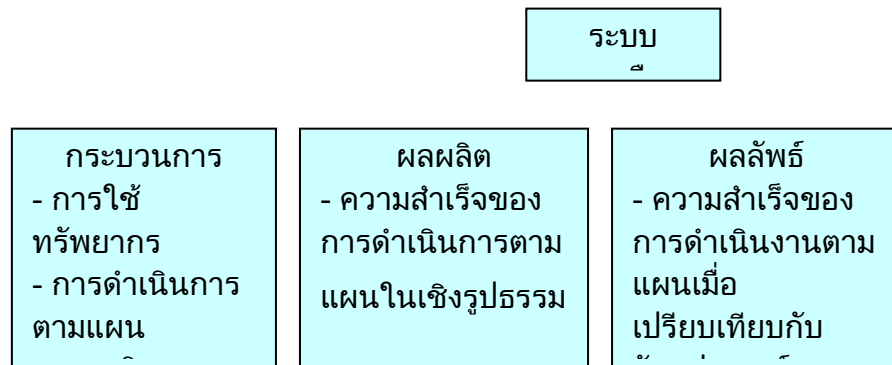 ระบบ
กระบวนการ
- การใช้
ทรัพยากร
- การดำเนินการ
ตามแผน
ผลผลิต
- ความสำเร็จของ
การดำเนินการตาม
แผนในเชิงรูปธรรม
ผลลัพธ์
- ความสำเร็จของ
การดำเนินงานตาม
แผนเมื่อ
เปรียบเทียบกับ